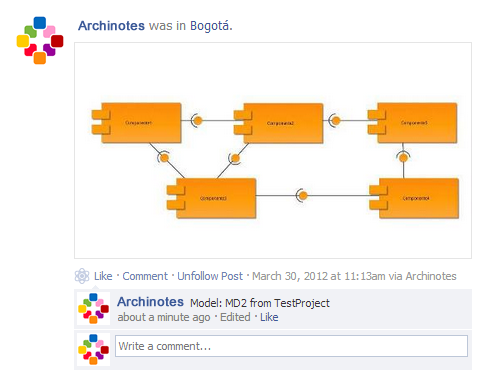 Archinotes was in Bogotá.
Component1
Component2
Component5
Component3
Component4
Like · Comment · Unfollow Post · March 30, 2012 at 11:13am via Archinotes
Archinotes Model: MD2 from TestProject
about a minute ago · Edited · Like
Write a comment...